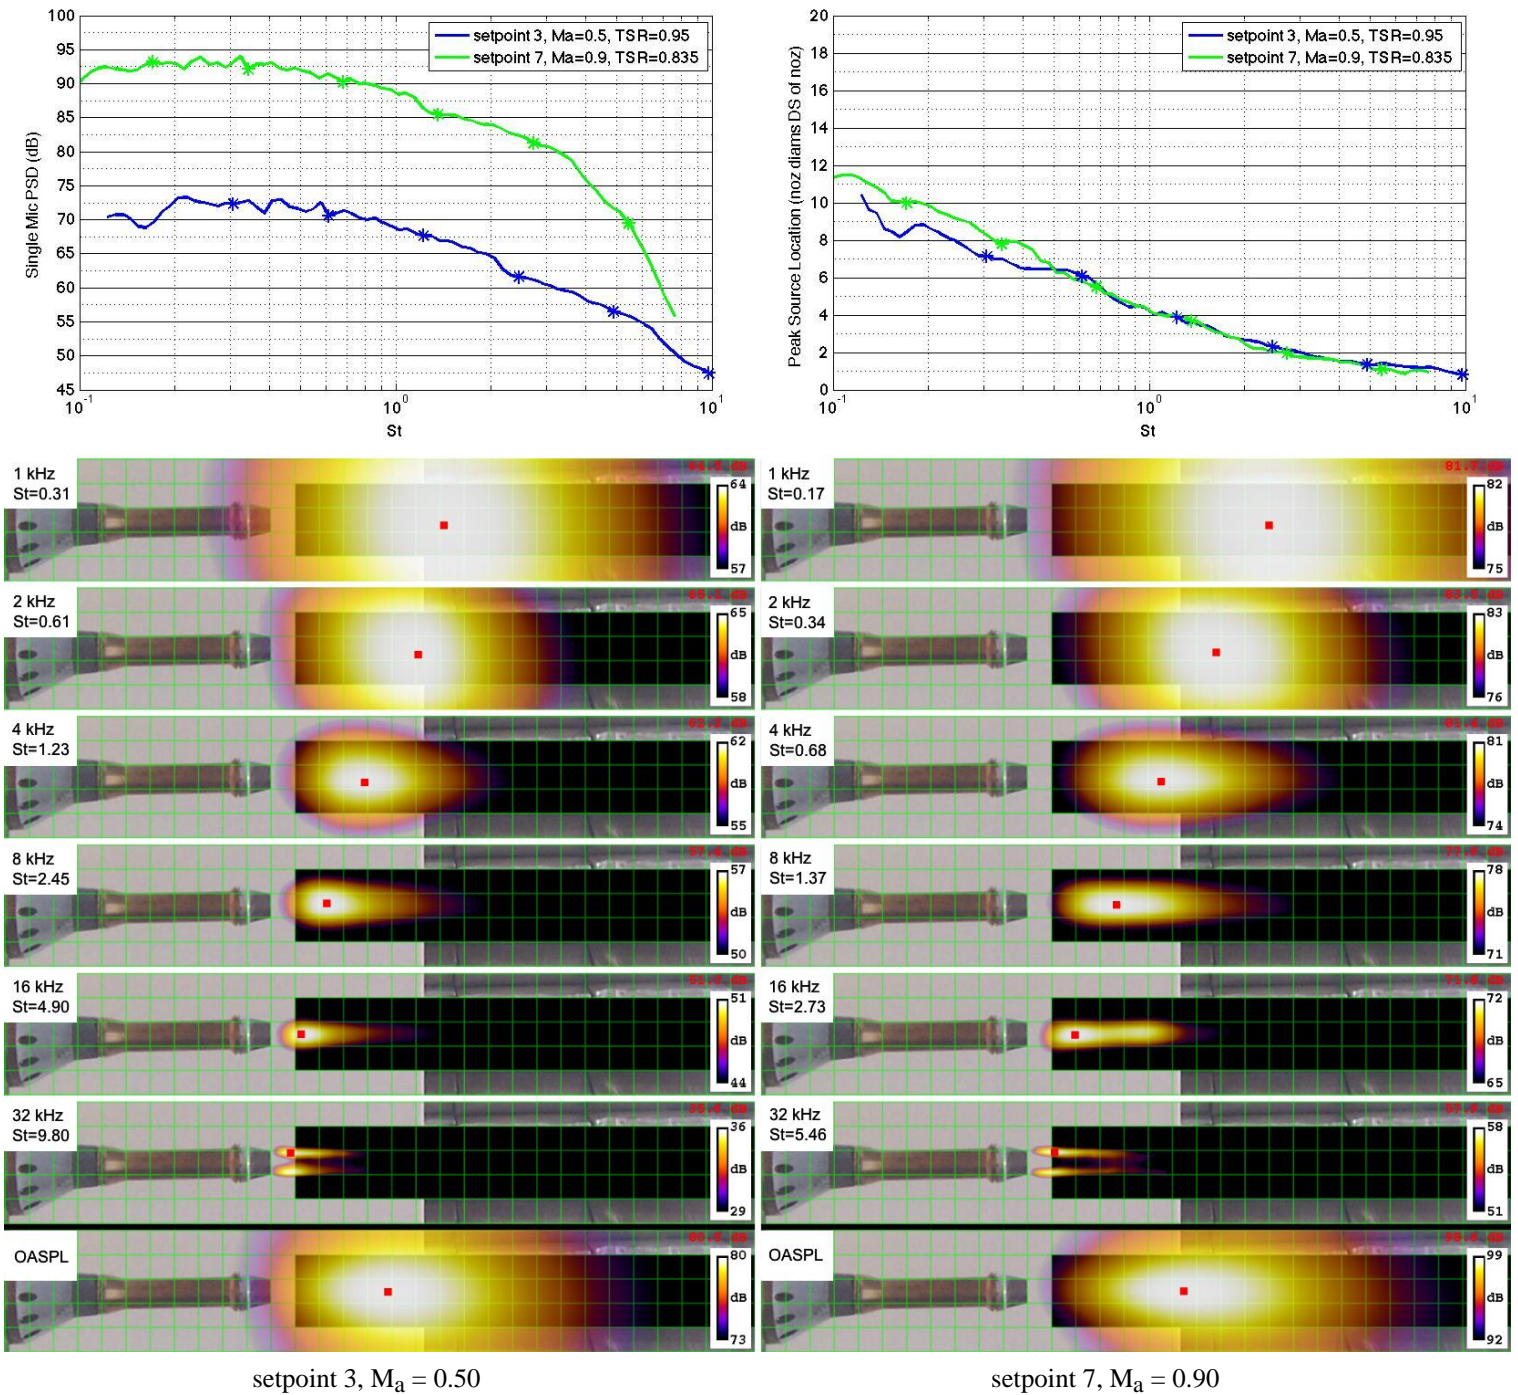 100
95
90
85
80
75
70
65
60
55
50
45
Single Mic PSD (dB)
setpoint 3, Ma=0.5, TSR=0.95
setpoint 7, Ma=0.9, TSR=0.835
10-1
100
101
St
20
18
16
14
12
10
8
6
4
2
0
Peak Source Location (noz diams DS of noz)
setpoint 3, Ma=0.5, TSR=0.95
setpoint 7, Ma=0.9, TSR=0.835
10-1
100
101
St
1 kHz
St=0.31
64
dB
57
1 kHz
St=0.17
82
dB
75
2 kHz
St=0.61
65
dB
58
2 kHz
St=0.34
83
dB
76
4 kHz
St=1.23
62
dB
55
4 kHz
St=0.68
81
dB
74
8 kHz
St=2.45
57
dB
50
8 kHz
St=1.37
78
dB
71
16 kHz
St=4.90
51
dB
44
16 kHz
St=2.73
72
dB
65
32 kHz
St=9.80
36
dB
29
32 kHz
St=5.46
58
dB
51
OASPL
80
dB
73
OASPL
99
dB
92
setpoint 3, Ma = 0.50
setpoint 7, Ma = 0.90